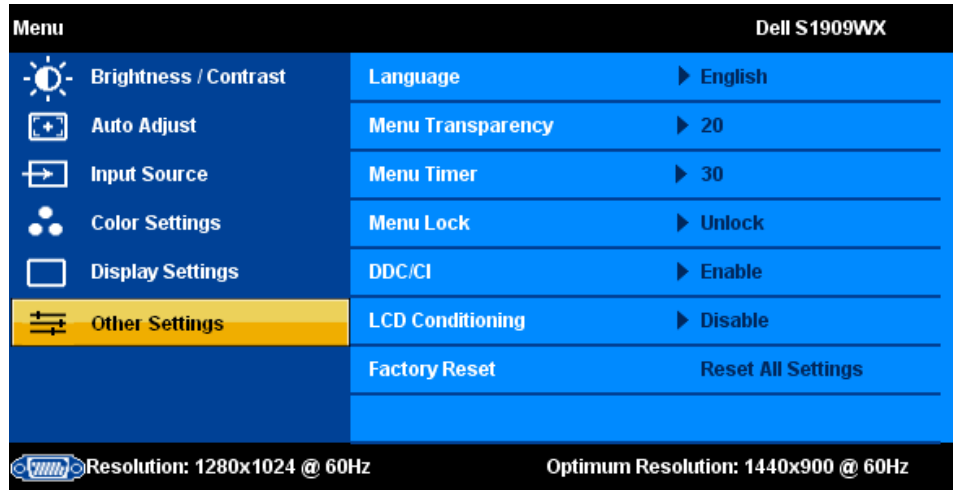 Menu Dell S1909WX
Brightness / Contrast Language English
Auto Adjust Menu Transparency 20
Input Source Menu Timer 30
Color Settings Menu Lock Unlock
Display Settings DDC/CI Enable
Other Settings LCD Conditioning Disable
Factory Reset Reset All Settings
Resolution: 1280x1024 @ 60Hz Optimum Resolution: 1440x900 @ 60Hz